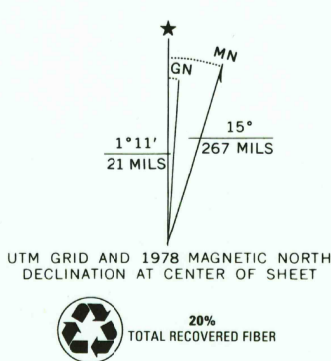 MN
GN
1°11′
21 MILS
15°
267 MILS
UTM GRID AND 1978 MAGNETIC NORTH
DECLINATION AT CENTER OF SHEET
20%
TOTAL RECOVERED FIBER